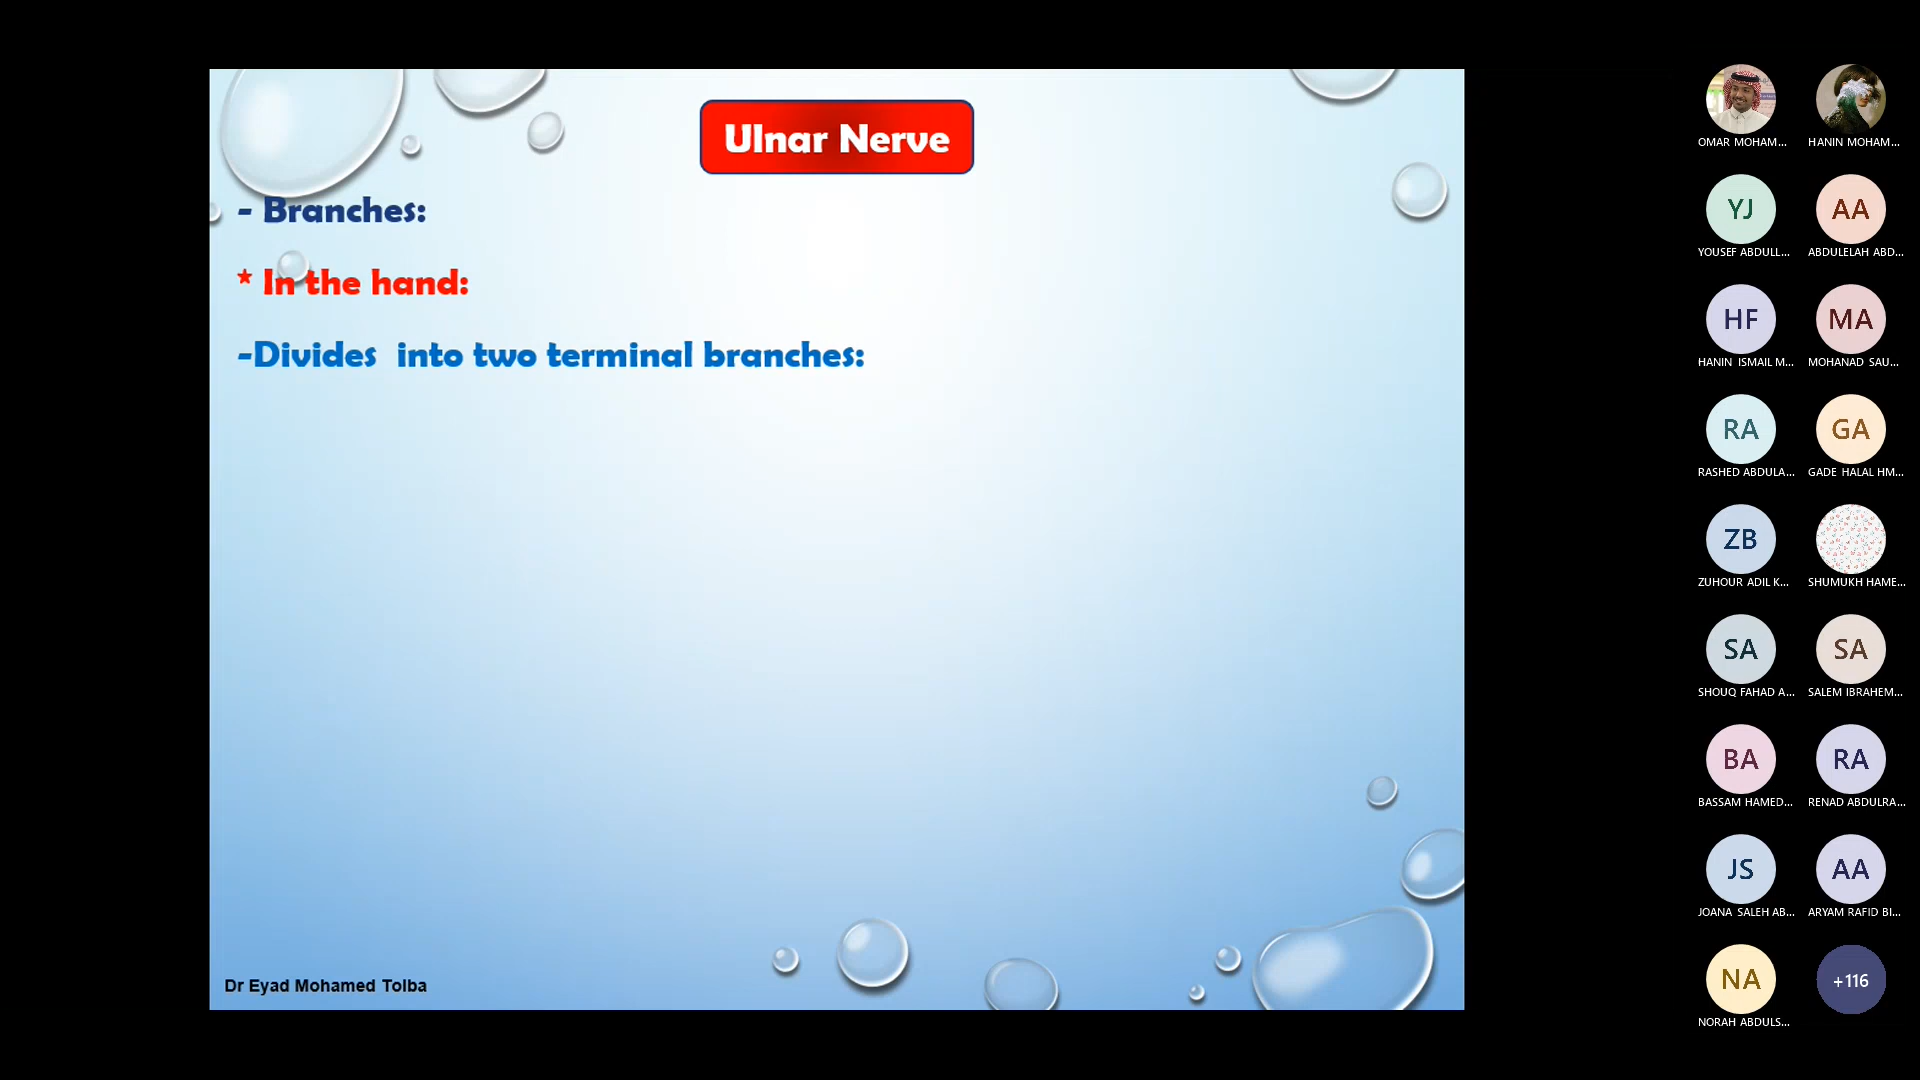 Ulnar Nerve
- Branches:
* In the hand:
-Divides into two terminal branches:
Dr Eyad Mohamed Tolba
OMAR MOHAM...
HANIN MOHAM...
YJ
YOUSEF ABDULL...
AA
ABDULELAH ABD...
HF
HANIN ISMAIL M...
MA
MOHANAD SAU...
RA
RASHED ABDULA...
GA
GADE HALAL HM...
ZB
ZUHOUR ADIL K...
SHUMUKH HAME...
SA
SHOUQ FAHAD A...
SA
SALEM IBRAHEM...
BA
BASSAM HAMED...
RA
RENAD ABDULRA...
JS
JOANA SALEH AB...
AA
ARYAM RAFID BI...
NA
NORAH ABDULS...
+116